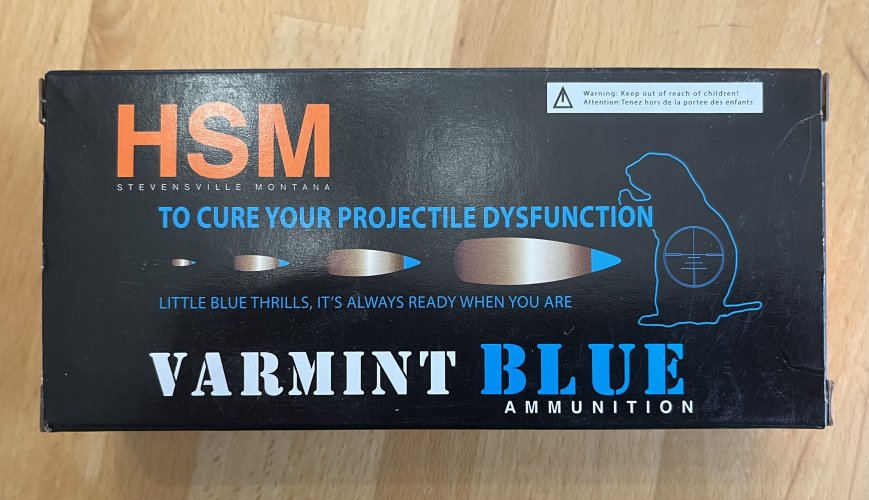 HSM
STEVENSVILLE MONTANA
Warning: Keep out of reach of children!
Attention:Tenez hors de la portee des enfants
TO CURE YOUR PROJECTILE DYSFUNCTION
LITTLE BLUE THRILLS, IT'S ALWAYS READY WHEN YOU ARE
VARMINT BLUE
AMMUNITION